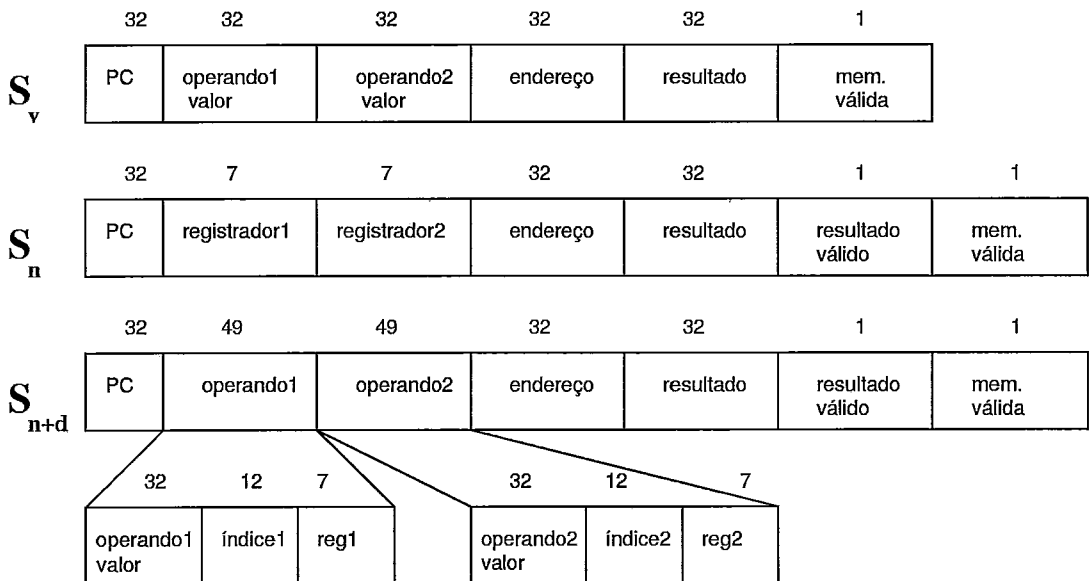 32 32 32 32 32 1
S_v PC operando1 valor operando2 valor endereço resultado mem. válida
32 7 7 32 32 1 1
S_n PC registrador1 registrador2 endereço resultado resultado válido mem. válida
32 49 49 32 32 1 1
S_n+d PC operando1 operando2 endereço resultado resultado válido mem. válida
32 12 7 32 12 7
operando1 valor índice1 reg1 operando2 valor índice2 reg2